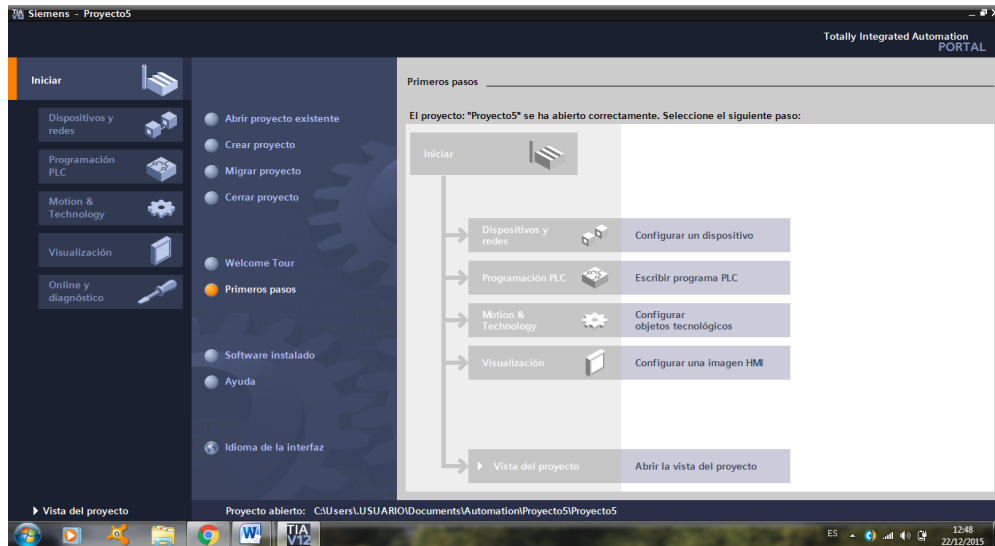 TIA V12 Siemens - Proyecto5
Totally Integrated Automation
PORTAL
Iniciar
Dispositivos y
redes
Programación
PLC
Motion &
Technology
Visualización
Online y
diagnóstico
Abrir proyecto existente
Crear proyecto
Migrar proyecto
Cerrar proyecto
Welcome Tour
Primeros pasos
Software instalado
Ayuda
Idioma de la interfaz
Primeros pasos
El proyecto: "Proyecto5" se ha abierto correctamente. Seleccione el siguiente paso:
Iniciar
Dispositivos y
redes
Configurar un dispositivo
Programación PLC
Escribir programa PLC
Motion &
Technology
Configurar
objetos tecnológicos
Visualización
Configurar una imagen HMI
Vista del proyecto
Abrir la vista del proyecto
Vista del proyecto
Proyecto abierto: C:\Users\.USUARIO\Documents\Automation\Proyecto5\Proyecto5
W
TIA
V12
ES
12:48
22/12/2015